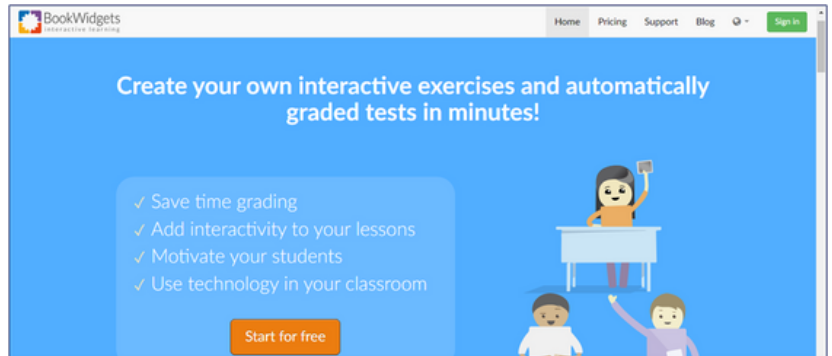 BookWidgets
interactive learning
Home Pricing Support Blog Sign in
Create your own interactive exercises and automatically
graded tests in minutes!
✓ Save time grading
✓ Add interactivity to your lessons
✓ Motivate your students
✓ Use technology in your classroom
Start for free